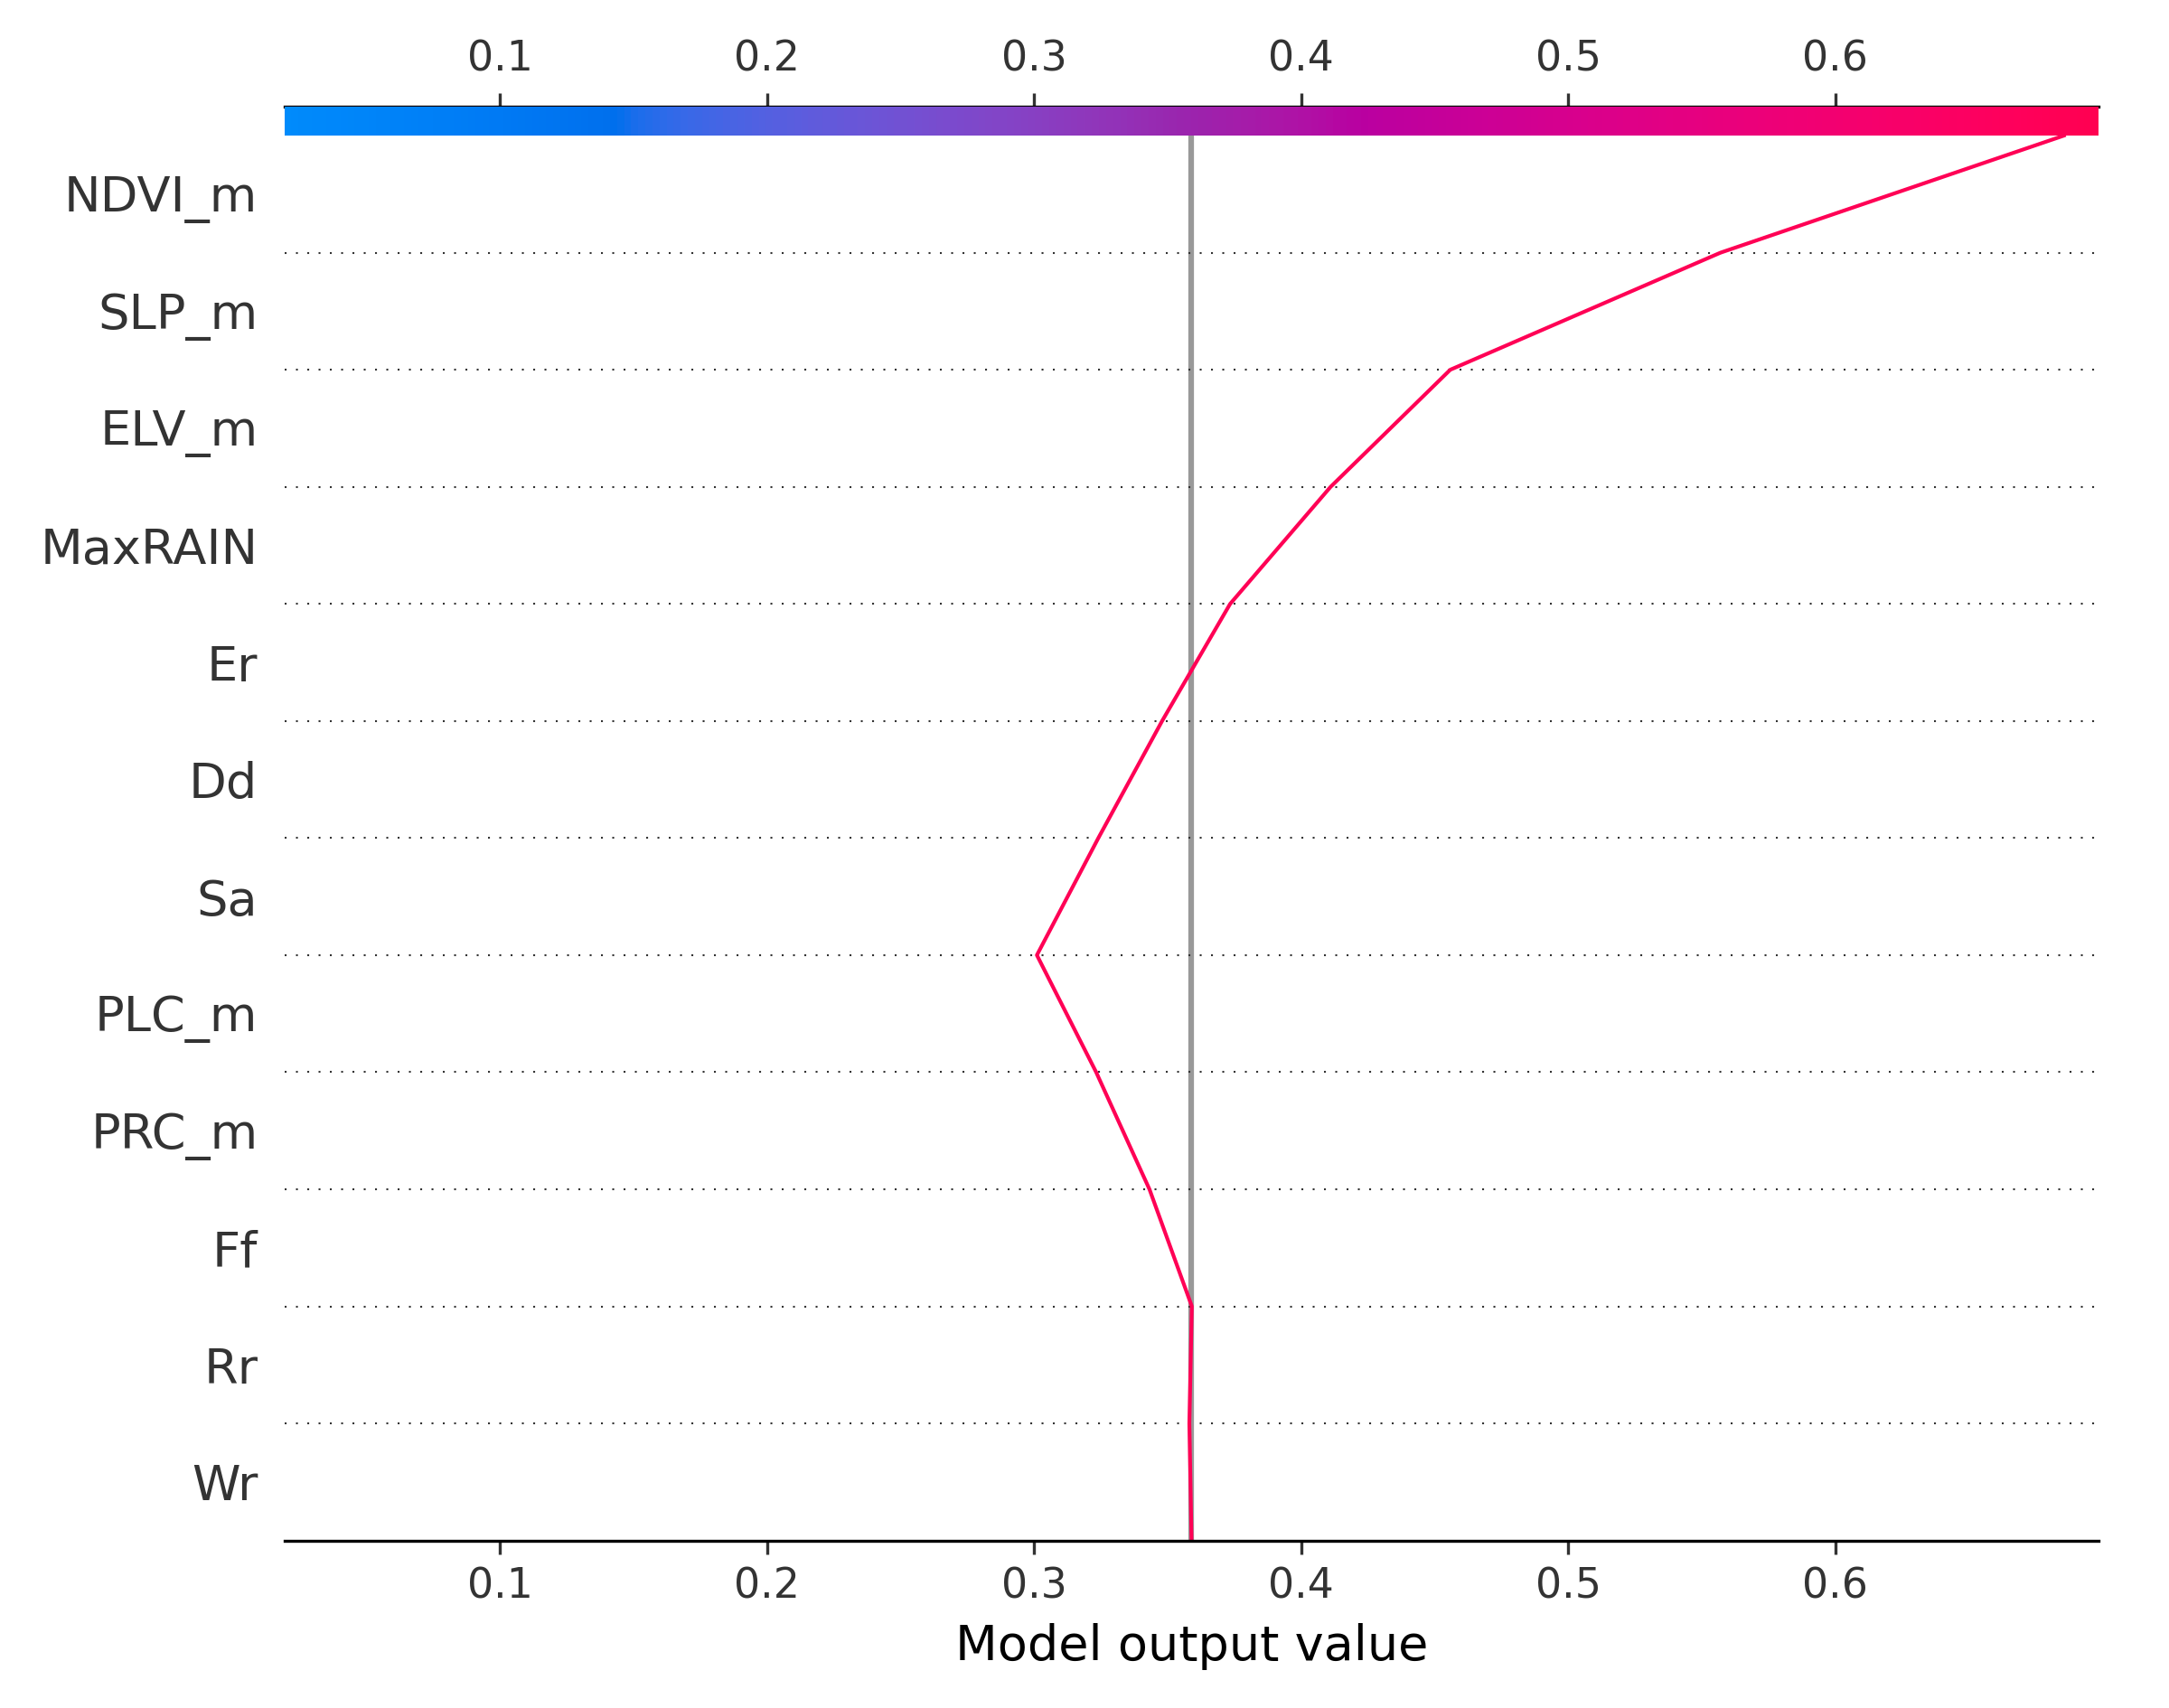 0.1 0.2 0.3 0.4 0.5 0.6
NDVI_m
SLP_m
ELV_m
MaxRAIN
Er
Dd
Sa
PLC_m
PRC_m
Ff
Rr
Wr
0.1 0.2 0.3 0.4 0.5 0.6
Model output value